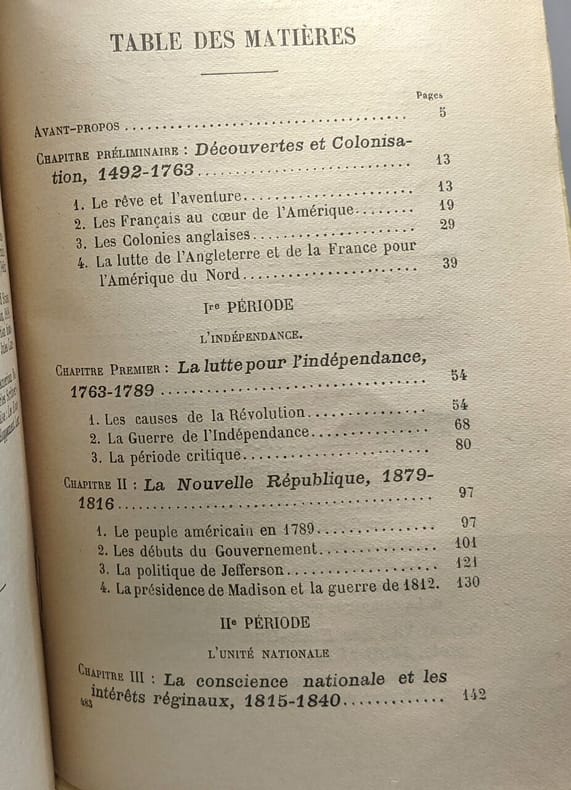 TABLE DES MATIÈRES
Pages
AVANT-PROPOS ........................................ 5
CHAPITRE PRÉLIMINAIRE : Découvertes et Colonisa-
tion, 1492-1763 ............................. 13
1. Le rêve et l'aventure ........................ 13
2. Les Français au cœur de l'Amérique ........ 19
3. Les Colonies anglaises ....................... 29
4. La lutte de l'Angleterre et de la France pour
l'Amérique du Nord ........................ 39
Ire PÉRIODE
L'INDÉPENDANCE.
CHAPITRE PREMIER : La lutte pour l'indépendance,
1763-1789 .................................. 54
1. Les causes de la Révolution ............... 54
2. La Guerre de l'Indépendance ............... 68
3. La période critique ........................ 80
CHAPITRE II : La Nouvelle République, 1879-
1816 ....................................... 97
1. Le peuple américain en 1789 ............... 97
2. Les débuts du Gouvernement ............... 101
3. La politique de Jefferson .................. 121
4. La présidence de Madison et la guerre de 1812. 130
IIe PÉRIODE
L'UNITÉ NATIONALE
CHAPITRE III : La conscience nationale et les
intérêts réginaux, 1815-1840 ............. 142
483